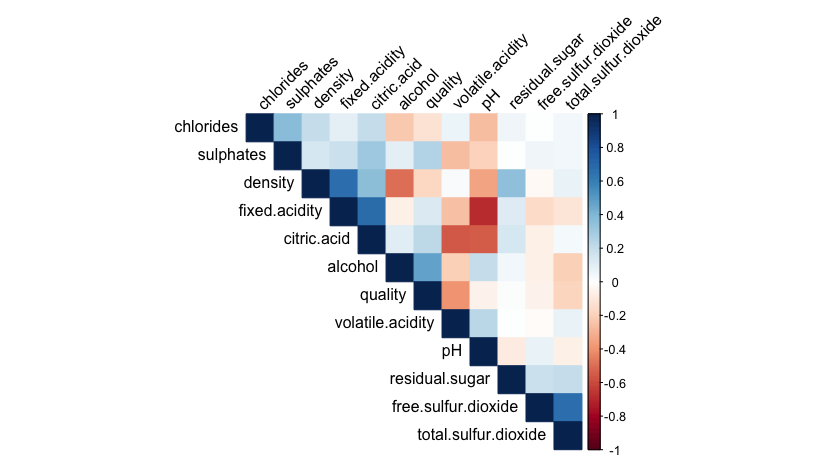 chlorides
sulphates
density
fixed.acidity
citric.acid
alcohol
quality
volatile.acidity
pH
residual.sugar
free.sulfur.dioxide
total.sulfur.dioxide
chlorides
sulphates
density
fixed.acidity
citric.acid
alcohol
quality
volatile.acidity
pH
residual.sugar
free.sulfur.dioxide
total.sulfur.dioxide
1
0.8
0.6
0.4
0.2
0
-0.2
-0.4
-0.6
-0.8
-1